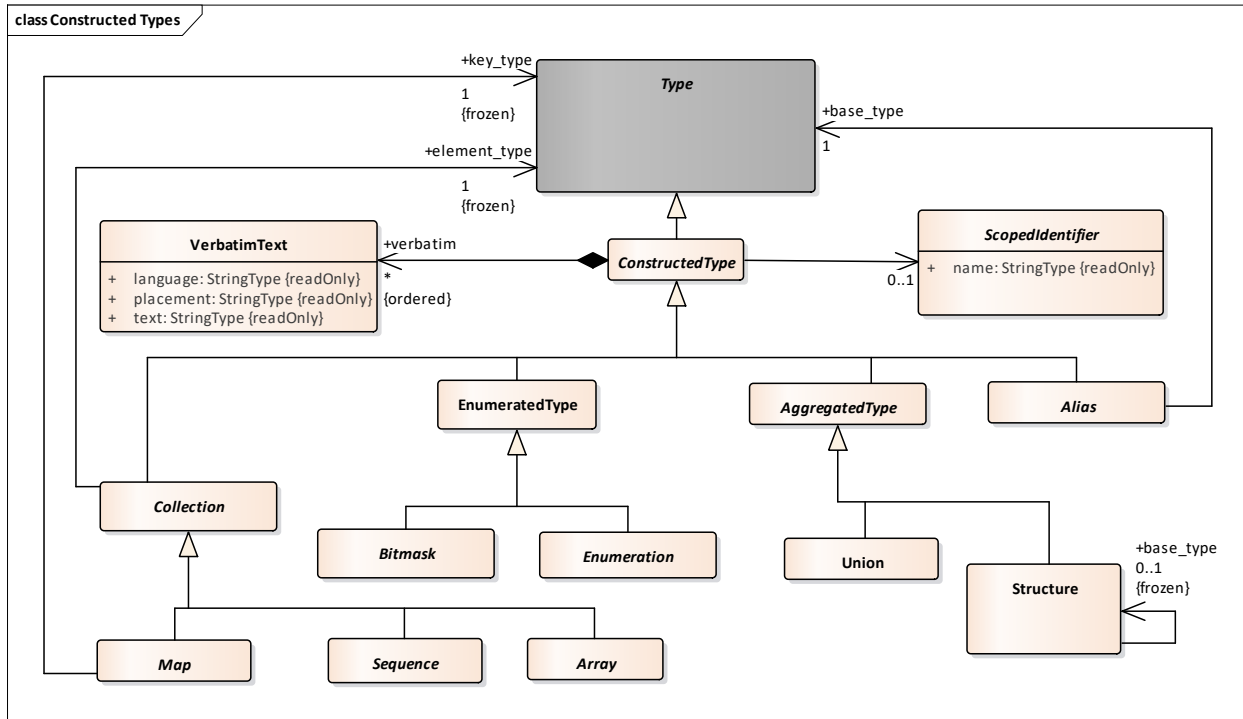 class Constructed Types
+key_type
1
{frozen}
Type
+base_type
1
+element_type
1
{frozen}
VerbatimText
+ language: StringType {readOnly}
+ placement: StringType {readOnly}
+ text: StringType {readOnly}
+verbatim
*
{ordered}
ConstructedType
0..1
ScopedIdentifier
+ name: StringType {readOnly}
EnumeratedType
AggregatedType
Alias
Collection
Bitmask
Enumeration
Union
Structure
+base_type
0..1
{frozen}
Map
Sequence
Array